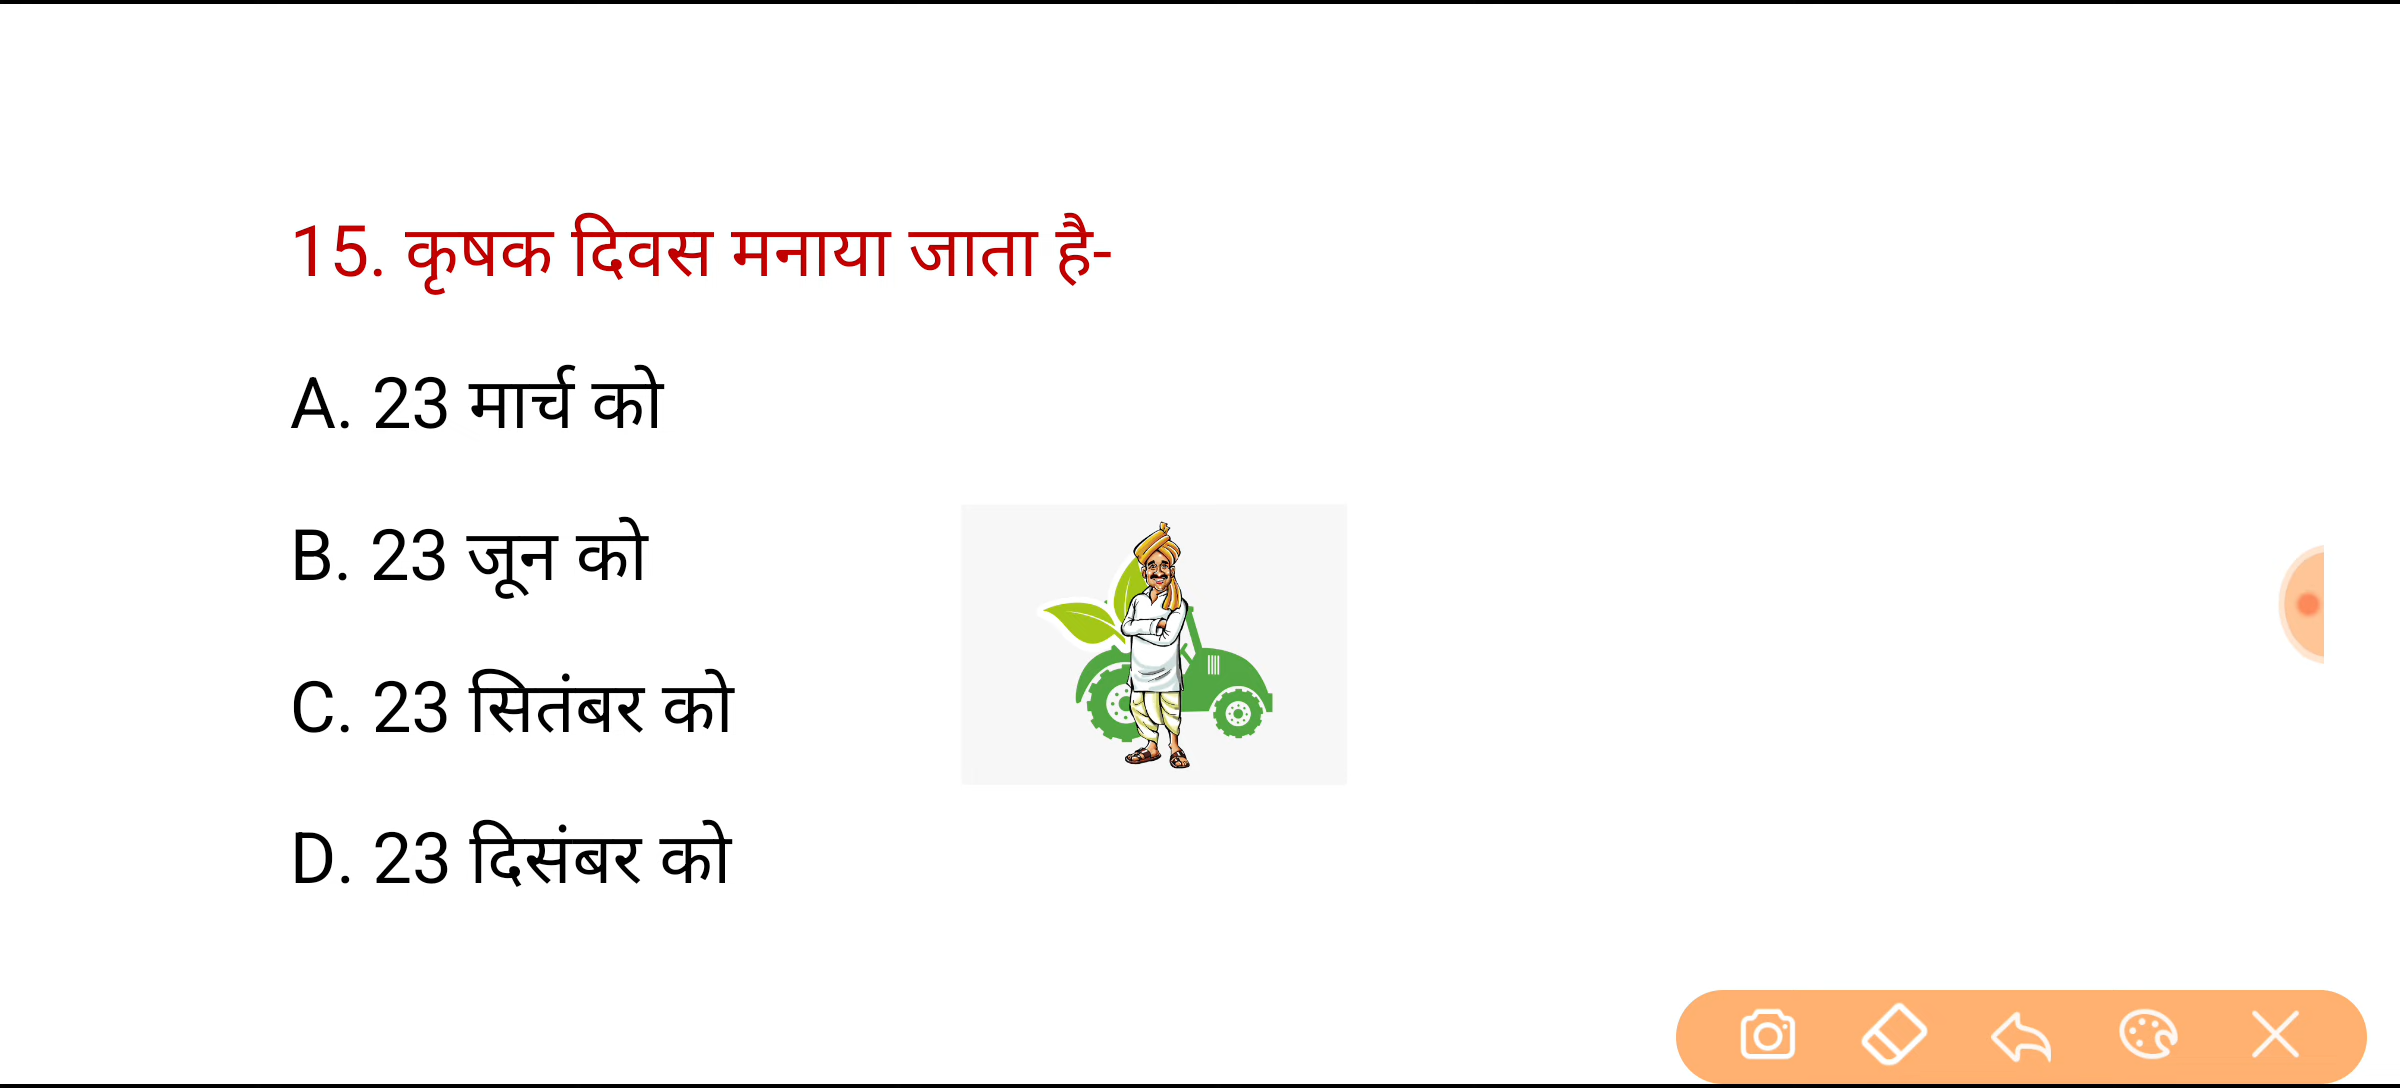 15. कृषक दिवस मनाया जाता है-
A. 23 मार्च को
B. 23 जून को
C. 23 सितंबर को
D. 23 दिसंबर को